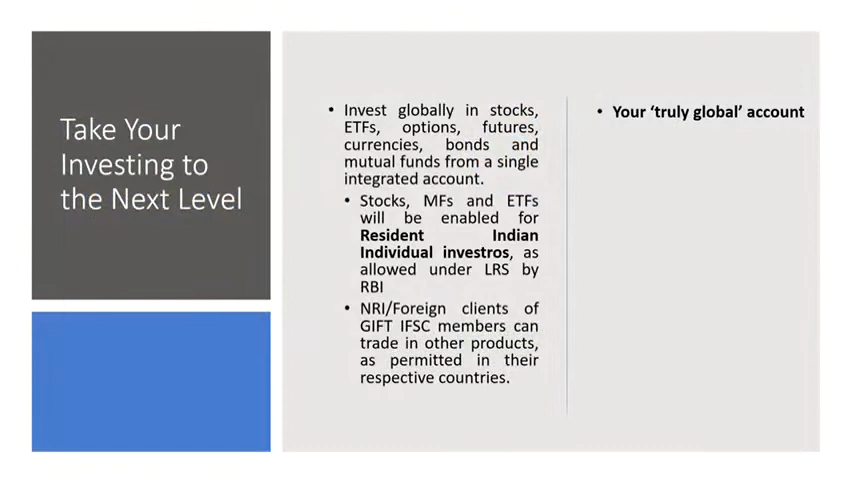 Take Your
Investing to
the Next Level
• Invest globally in stocks,
ETFs, options, futures,
currencies, bonds and
mutual funds from a single
integrated account.
• Stocks, MFs and ETFs
will be enabled for
Resident Indian
Individual investros, as
allowed under LRS by
RBI
• NRI/Foreign clients of
GIFT IFSC members can
trade in other products,
as permitted in their
respective countries.
• Your ‘truly global’ account